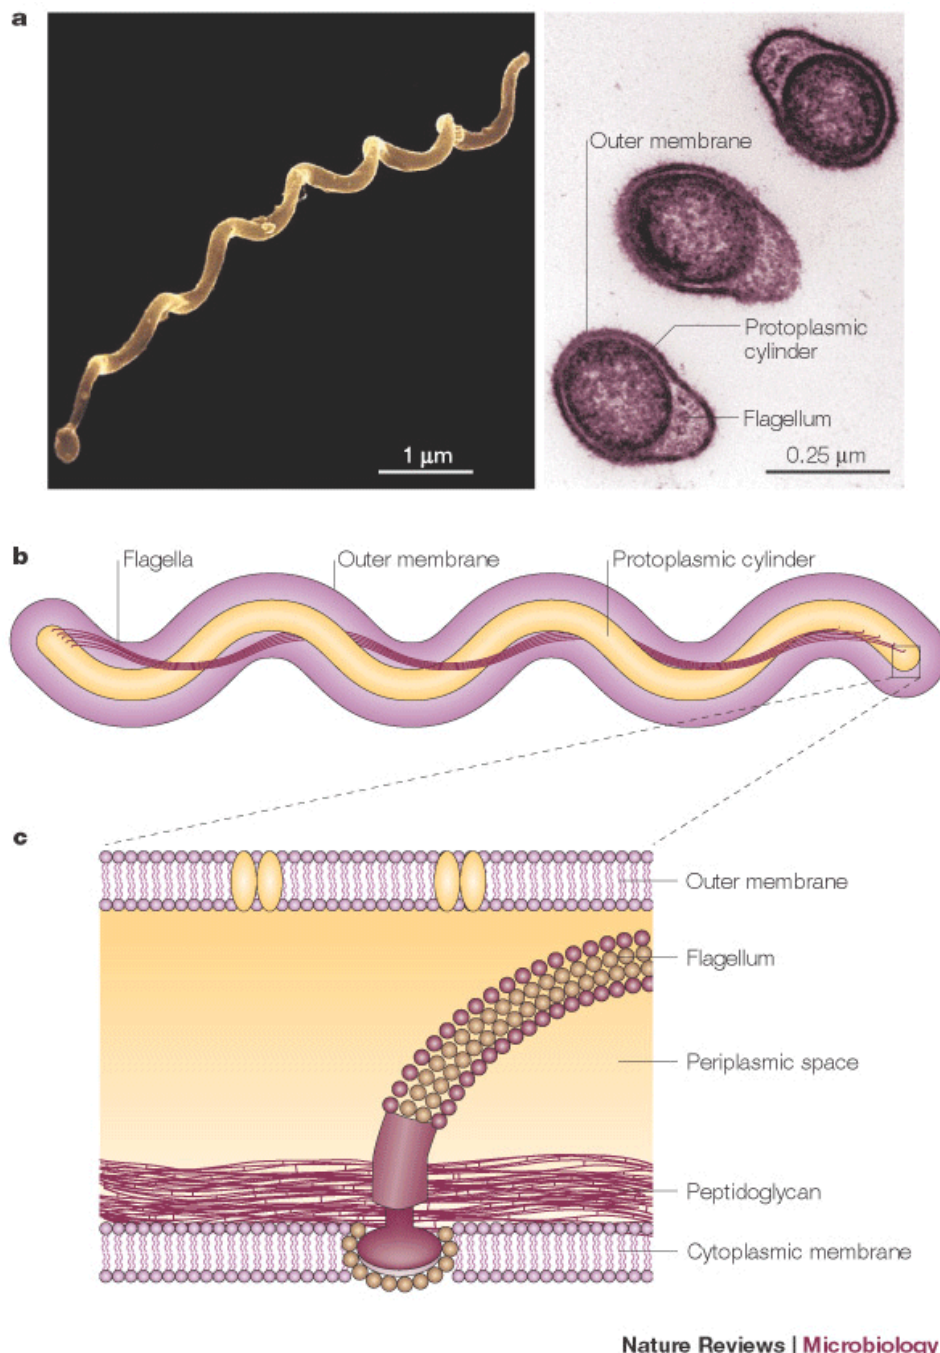 a
Outer membrane
Protoplasmic
cylinder
Flagellum
1 μm
0.25 μm
b
Flagella
Outer membrane
Protoplasmic cylinder
c
Outer membrane
Flagellum
Periplasmic space
Peptidoglycan
Cytoplasmic membrane
Nature Reviews | Microbiology